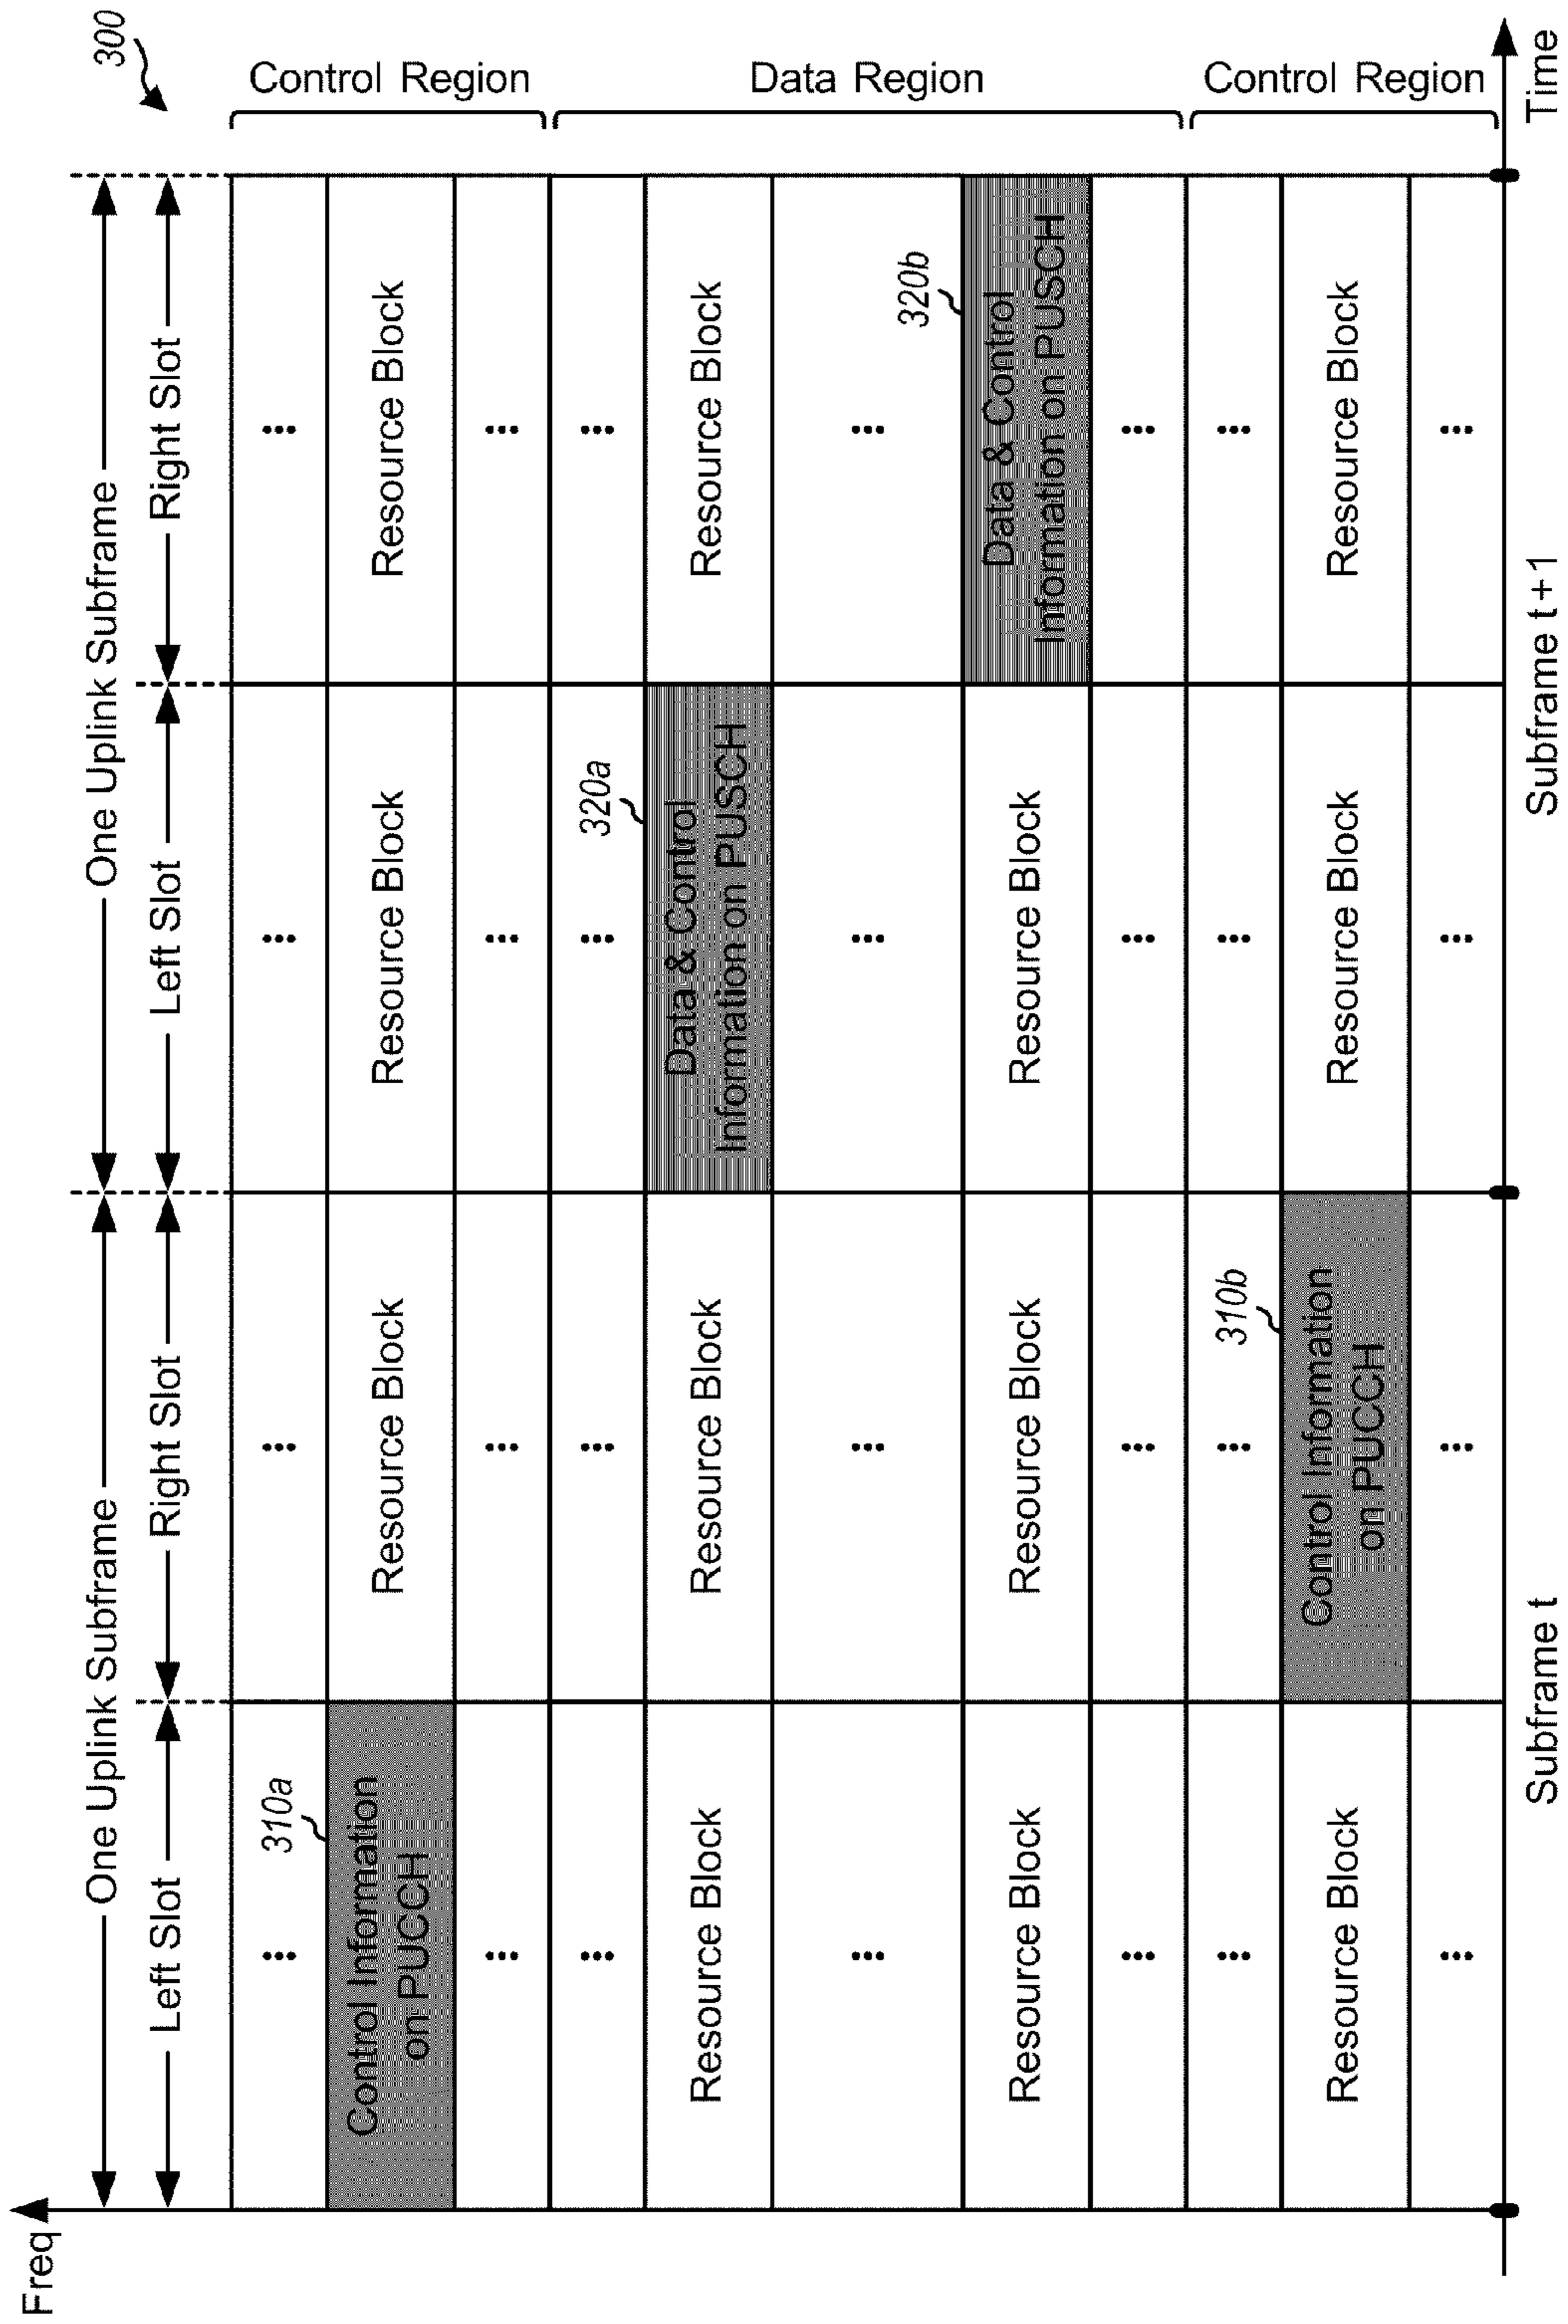 Freq
300
One Uplink Subframe
One Uplink Subframe
Left Slot
Right Slot
Left Slot
Right Slot
... ... ... ...
310a
Control Information
on PUCCH
Resource Block
Resource Block
Resource Block
Control Region
... ... ... ...
... ... ... ...
320a
Resource Block
Resource Block
Data & Control
Information on PUSCH
Resource Block
... ... ... ...
Data Region
320b
Resource Block
Resource Block
Resource Block
Data & Control
Information on PUSCH
... ... ... ...
... ... ... ...
310b
Resource Block
Control Information
on PUCCH
Resource Block
Resource Block
Control Region
... ... ... ...
Subframe t
Subframe t + 1
Time